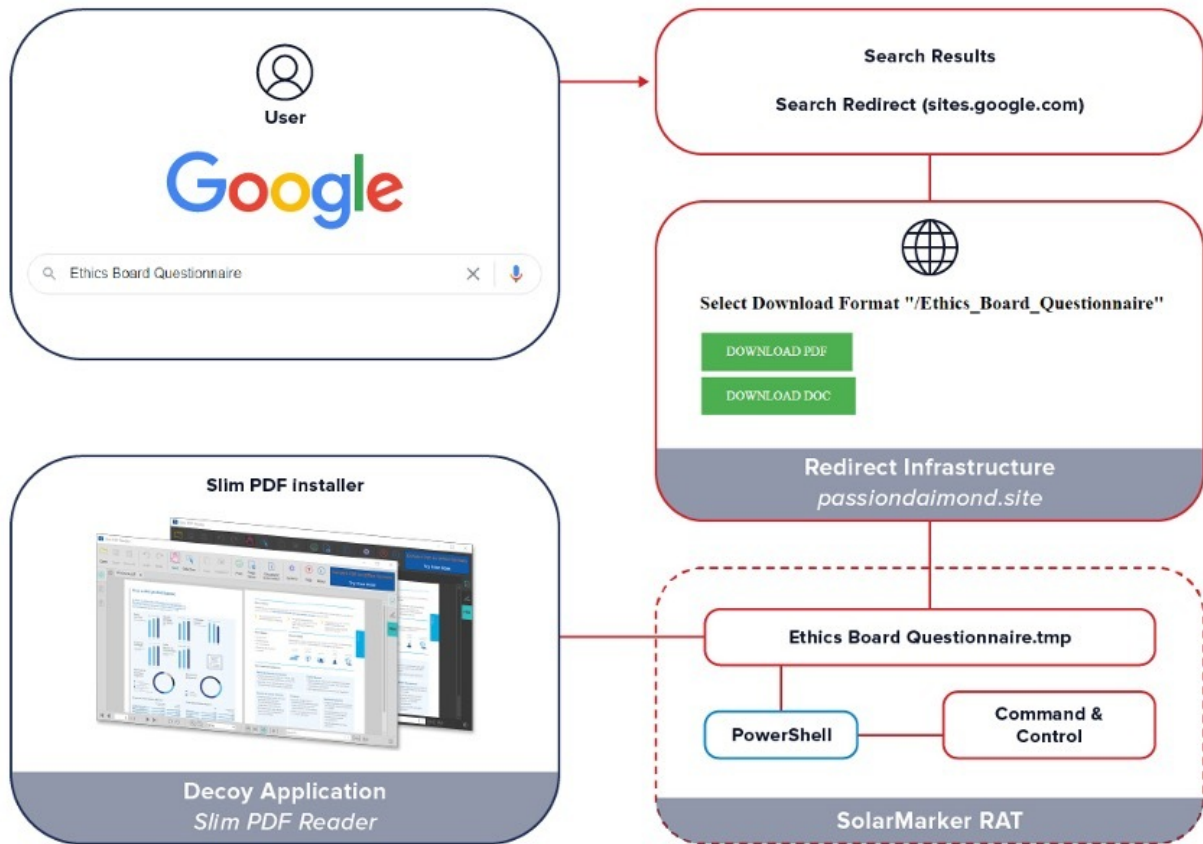 User
Google
Ethics Board Questionnaire
Search Results
Search Redirect (sites.google.com)
Select Download Format "/Ethics_Board_Questionnaire"
DOWNLOAD PDF
DOWNLOAD DOC
Redirect Infrastructure
passiondaimond.site
Slim PDF installer
Decoy Application
Slim PDF Reader
Ethics Board Questionnaire.tmp
PowerShell
Command &
Control
SolarMarker RAT